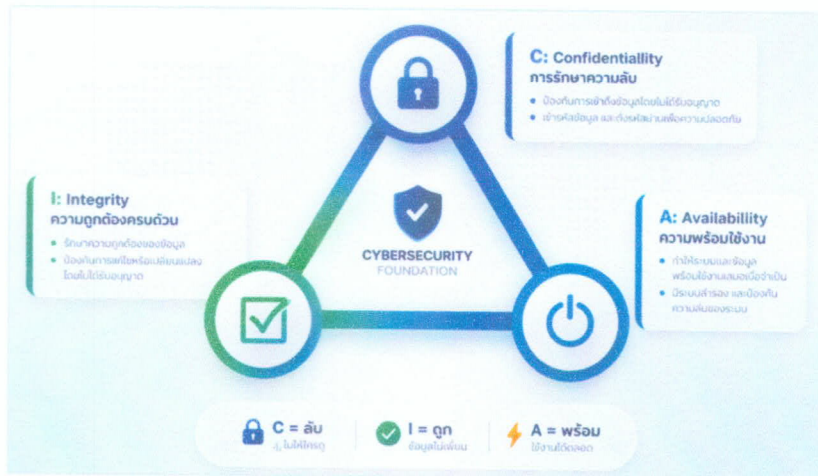 C: Confidentiallity
การรักษาความลับ
ป้องกันการเข้าถึงข้อมูลโดยไม่ได้รับอนุญาต
เข้ารหัสข้อมูล และตั้งรหัสผ่านเพื่อความปลอดภัย
I: Integrity
ความถูกต้องครบถ้วน
รักษาความถูกต้องของข้อมูล
ป้องกันการแก้ไขหรือเปลี่ยนแปลง
โดยไม่ได้รับอนุญาต
CYBERSECURITY
FOUNDATION
A: Availability
ความพร้อมใช้งาน
ทำให้ระบบและข้อมูล
พร้อมใช้งานเสมอเมื่อจำเป็น
มีระบบสำรอง และป้องกัน
ความล่มของระบบ
C = ลับ
ไม่ให้ใครดู
I = ถูก
ข้อมูลไม่เพี้ยน
A = พร้อม
ใช้งานได้ตลอด